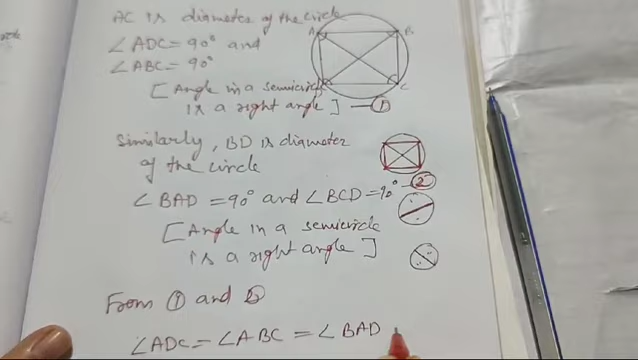 AC is diameter of the circle
∠ADC = 90° and
∠ABC = 90°
[Angle in a semicircle
is a right angle] — ①
A B
C
Similarly, BD is diameter
of the circle
∠BAD = 90° and ∠BCD = 90° — ②
[Angle in a semicircle
is a right angle]
From ① and ②
∠ADC = ∠ABC = ∠BAD